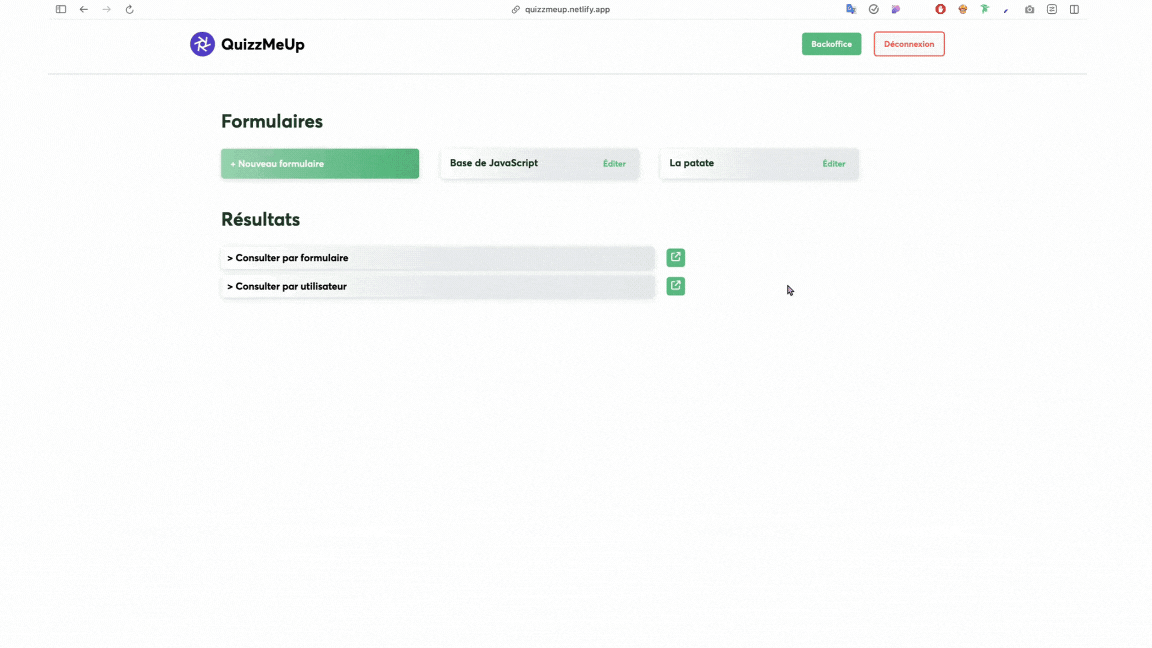 quizzmeup.netlify.app
QuizzMeUp
Backoffice
Déconnexion
Formulaires
+ Nouveau formulaire
Base de JavaScript
Éditer
La patate
Éditer
Résultats
> Consulter par formulaire
> Consulter par utilisateur